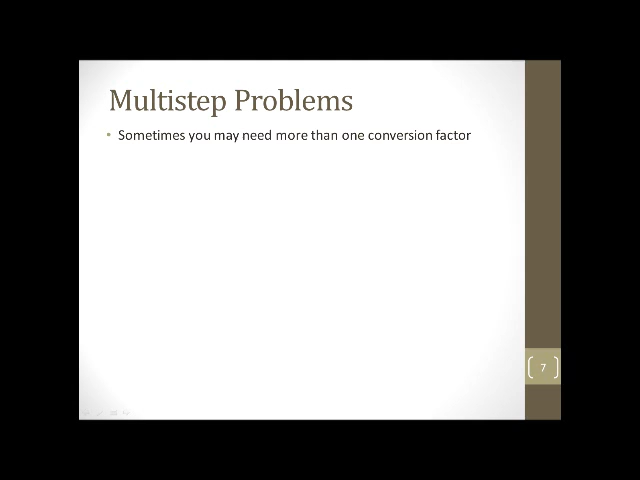 Multistep Problems
• Sometimes you may need more than one conversion factor
7